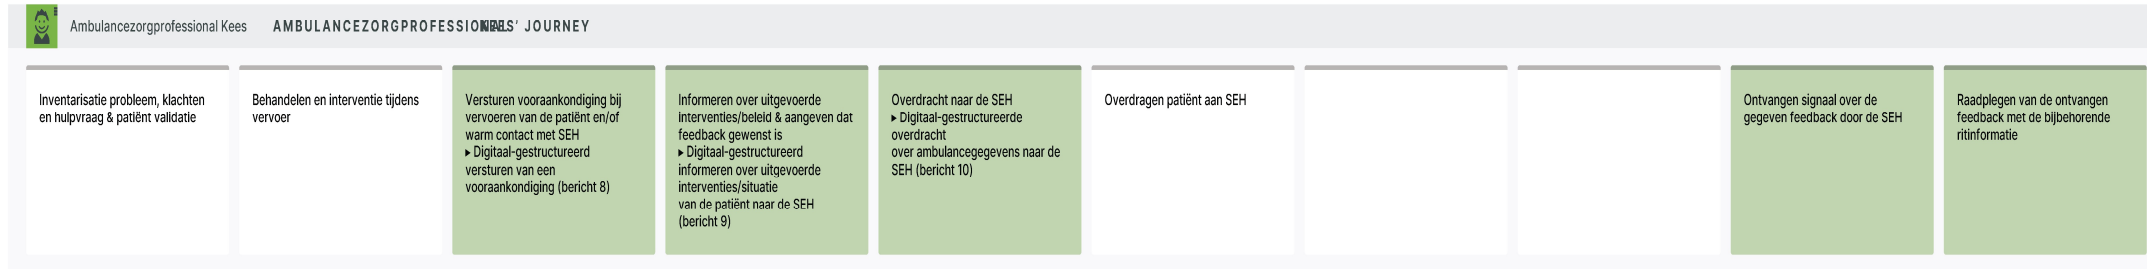 Ambulancezorgprofessional Kees
AMBULANCEZORGPROFESSIONAL KEES' JOURNEY
Inventarisatie probleem, klachten
en hulpvraag & patiënt validatie
Behandelen en interventie tijdens
vervoer
Versturen vooraankondiging bij
vervoeren van de patiënt en/of
warm contact met SEH
▸ Digitaal-gestructureerd
versturen van een
vooraankondiging (bericht 8)
Informeren over uitgevoerde
interventies/beleid & aangeven dat
feedback gewenst is
▸ Digitaal-gestructureerd
informeren over uitgevoerde
interventies/situatie
van de patiënt naar de SEH
(bericht 9)
Overdracht naar de SEH
▸ Digitaal-gestructureerde
overdracht
over ambulancegegevens naar de
SEH (bericht 10)
Overdragen patiënt aan SEH
Ontvangen signaal over de
gegeven feedback door de SEH
Raadplegen van de ontvangen
feedback met de bijbehorende
ritinformatie